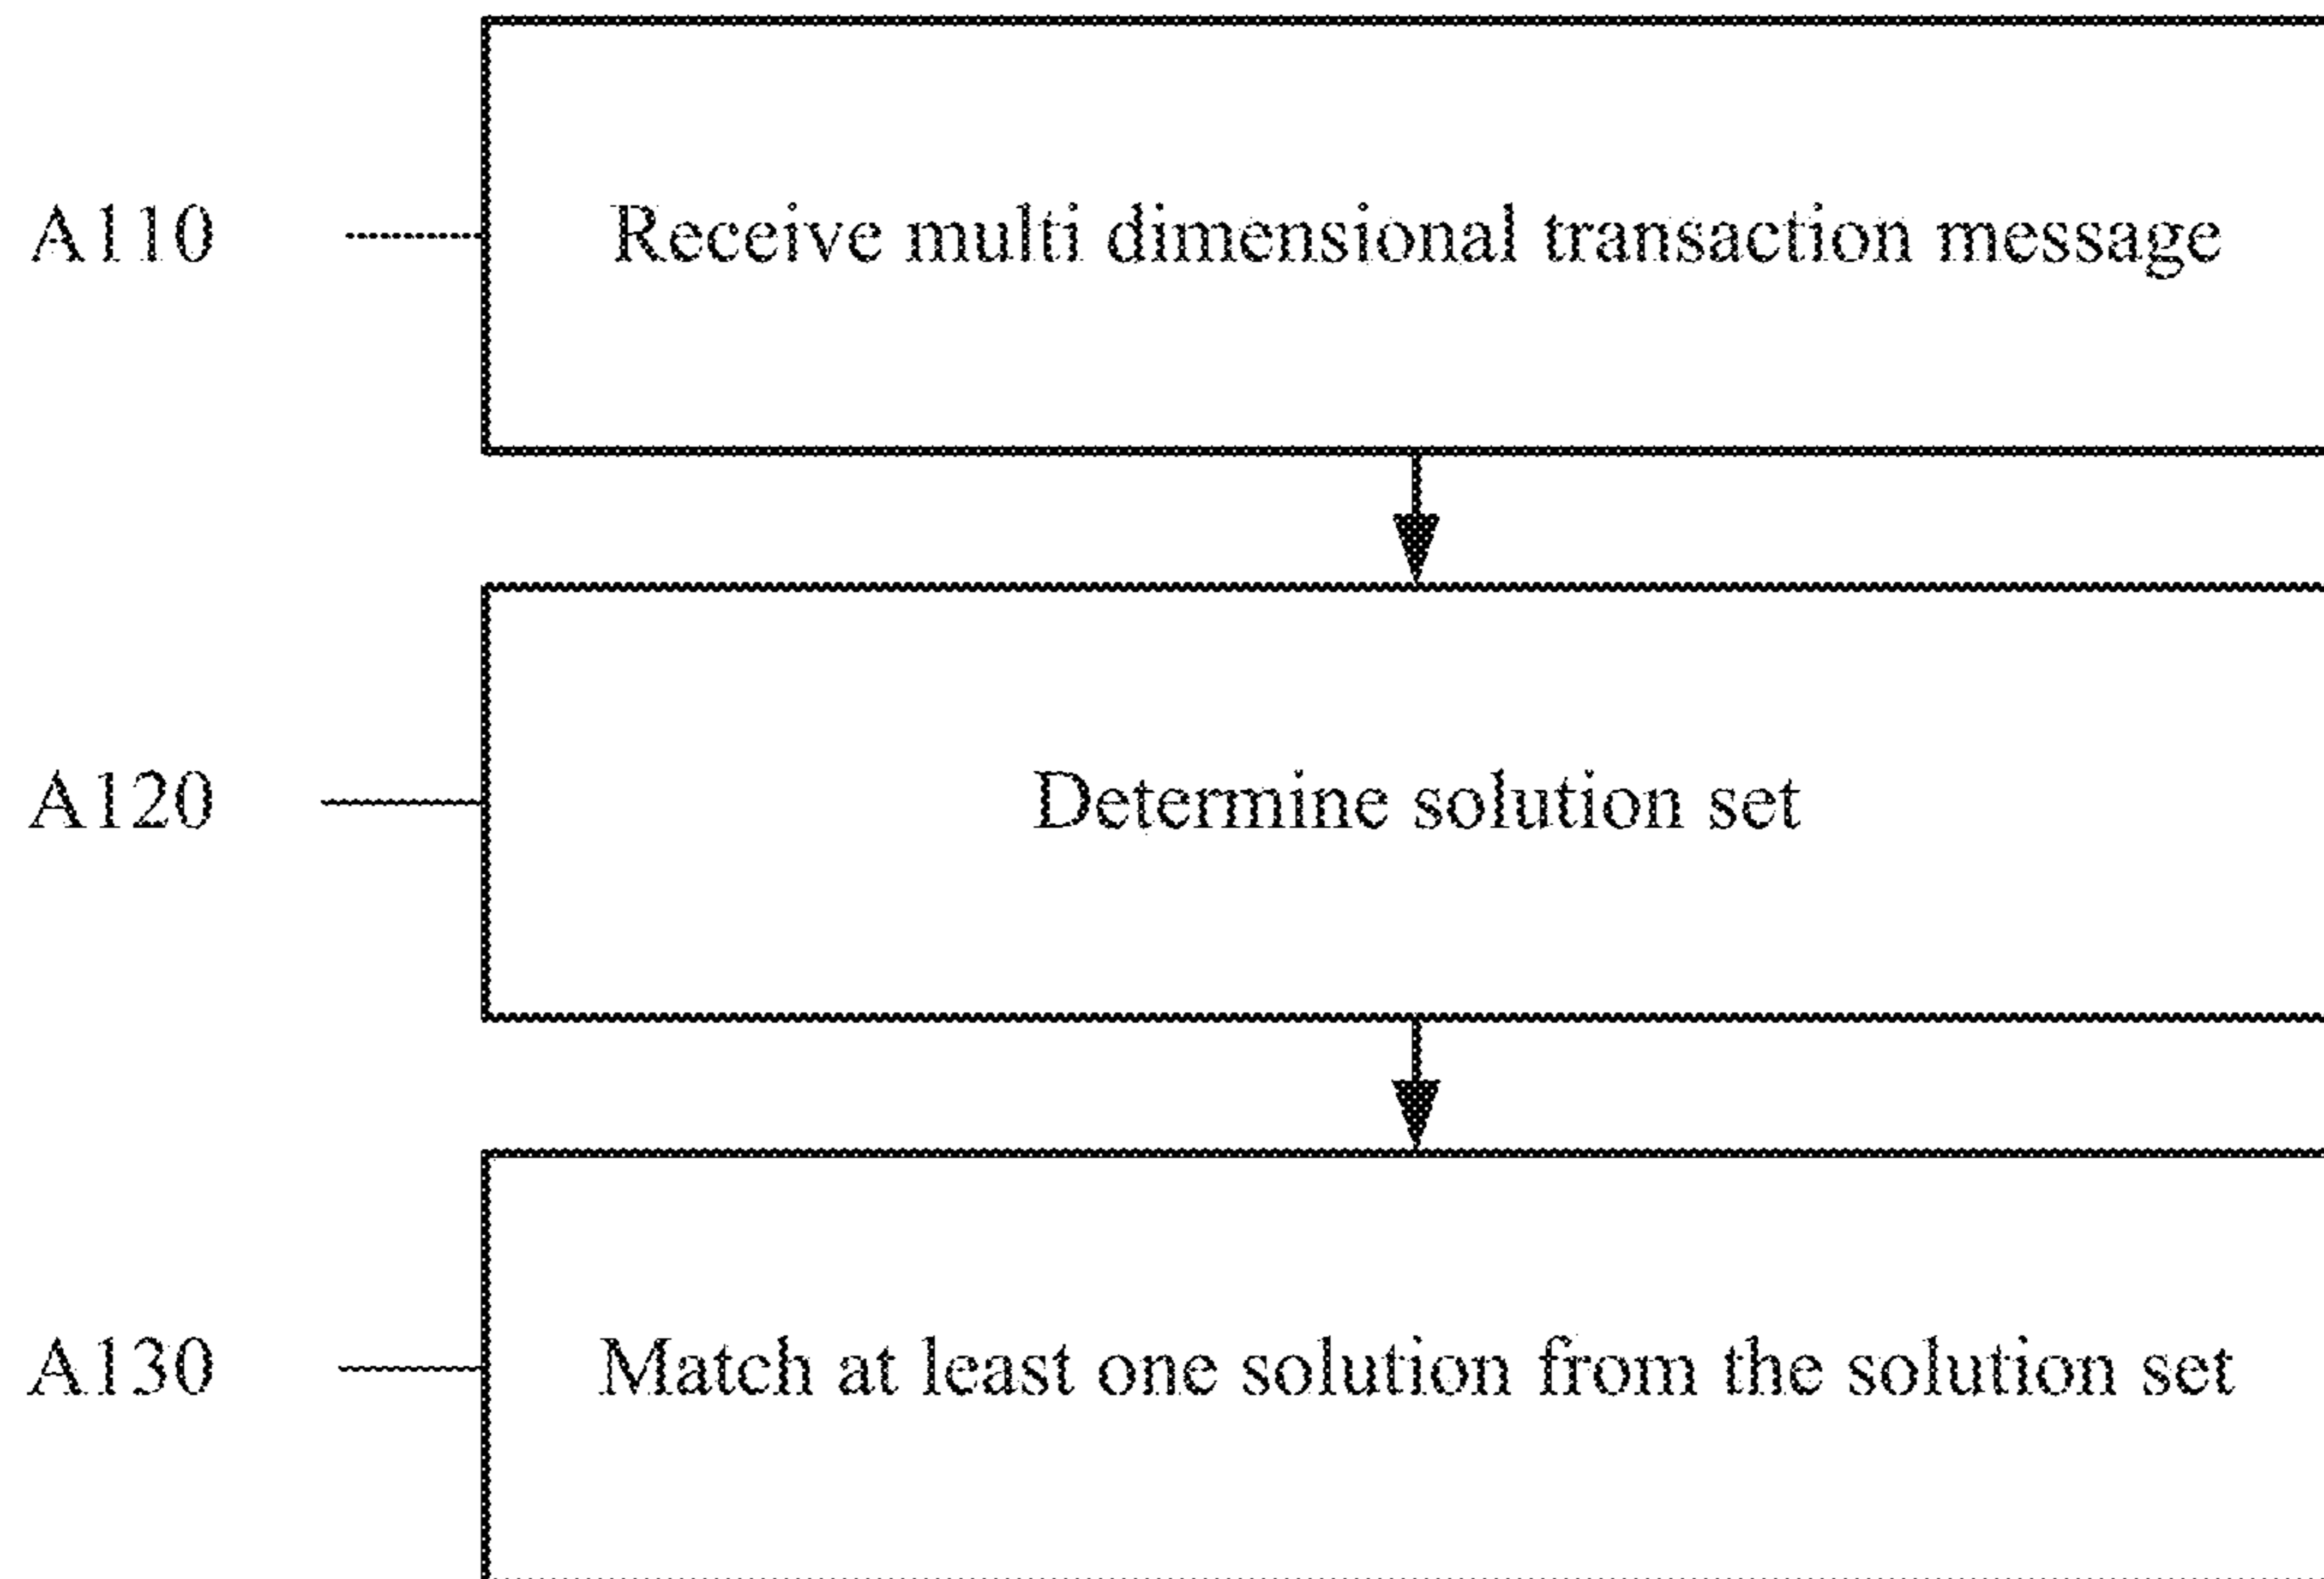 A110 Receive multi dimensional transaction message
A120 Determine solution set
A130 Match at least one solution from the solution set